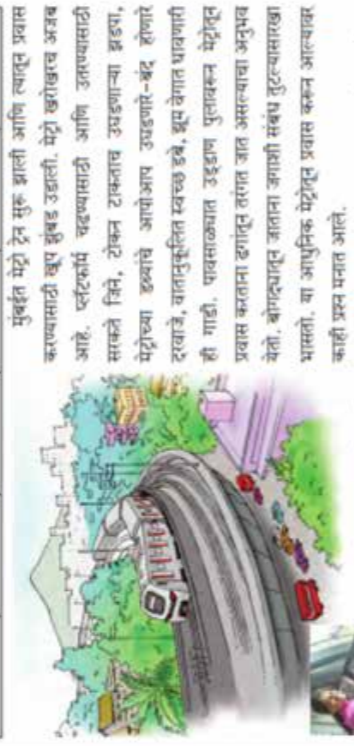 मुंबईत मेट्रो ट्रेन सुरू झाली आणि त्यातून प्रवास
करण्यासाठी खूप झुंबड उडाली. मेट्रो खरोखरच अजब
आहे. प्लॅटफॉर्म चढण्यासाठी आणि उतरण्यासाठी
सरकते जिने, टोकन टाकताच उघडणाऱ्या झडपा,
मेट्रोच्या डब्याचे आपोआप उघडणारे-बंद होणारे
दरवाजे, वातानुकूलित स्वच्छ डबे, झूम वेगात धावणारी
ही गाडी. पावसाळ्यात उड्डाण पुलावरून मेट्रोतून
प्रवास करताना ढगांतून तरंगत जात असल्याचा अनुभव
येतो. बोगद्यातून जाताना जगाशी संबंध तुटल्यासारखा
भासतो. या आधुनिक मेट्रोतून प्रवास करून आल्यावर
काही प्रश्न मनात आले.